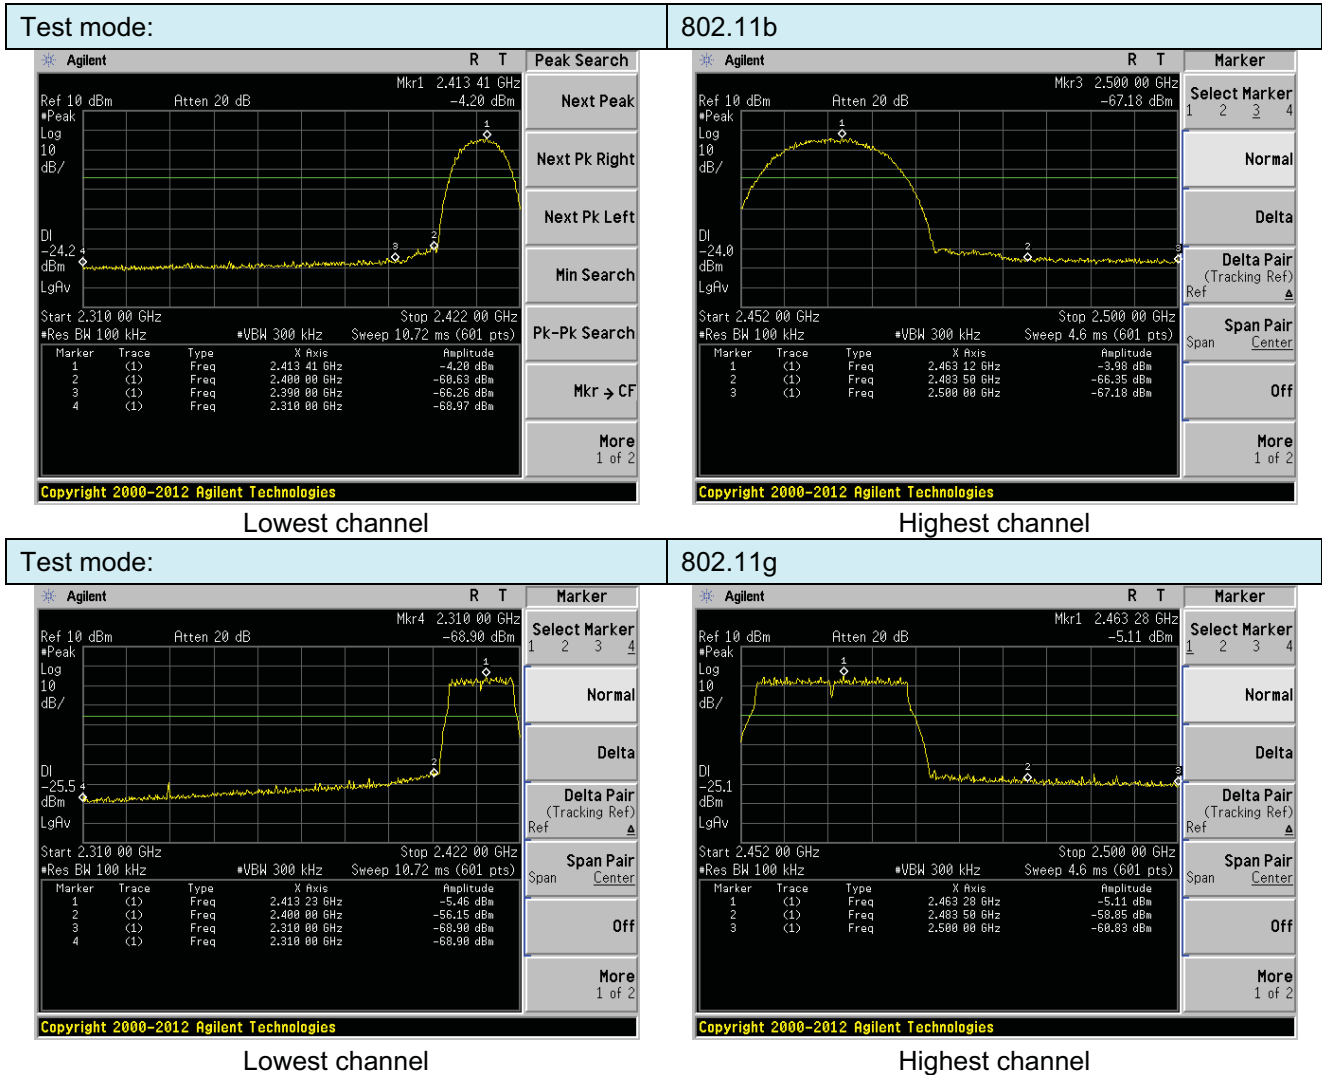 Test mode: 802.11b
Agilent R T Peak Search
Mkr1 2.413 41 GHz
Ref 10 dBm Atten 20 dB -4.20 dBm
#Peak
Log
10
dB/
DI
-24.2
dBm
LgAv
1
2
3
4
Start 2.310 00 GHz Stop 2.422 00 GHz
#Res BW 100 kHz #VBW 300 kHz Sweep 10.72 ms (601 pts)
Marker Trace Type X Axis Amplitude
1 (1) Freq 2.413 41 GHz -4.20 dBm
2 (1) Freq 2.400 00 GHz -60.63 dBm
3 (1) Freq 2.390 00 GHz -66.26 dBm
4 (1) Freq 2.310 00 GHz -68.97 dBm
Next Peak
Next Pk Right
Next Pk Left
Min Search
Pk-Pk Search
Mkr → CF
More
1 of 2
Copyright 2000-2012 Agilent Technologies
Lowest channel
Agilent R T Marker
Mkr3 2.500 00 GHz
Ref 10 dBm Atten 20 dB -67.18 dBm
#Peak
Log
10
dB/
DI
-24.0
dBm
LgAv
1
2
3
Start 2.452 00 GHz Stop 2.500 00 GHz
#Res BW 100 kHz #VBW 300 kHz Sweep 4.6 ms (601 pts)
Marker Trace Type X Axis Amplitude
1 (1) Freq 2.463 12 GHz -3.98 dBm
2 (1) Freq 2.483 50 GHz -66.35 dBm
3 (1) Freq 2.500 00 GHz -67.18 dBm
Select Marker
1 2 3 4
Normal
Delta
Delta Pair
(Tracking Ref)
Ref Δ
Span Pair
Span Center
Off
More
1 of 2
Copyright 2000-2012 Agilent Technologies
Highest channel
Test mode: 802.11g
Agilent R T Marker
Mkr4 2.310 00 GHz
Ref 10 dBm Atten 20 dB -68.90 dBm
#Peak
Log
10
dB/
DI
-25.5
dBm
LgAv
1
2
4
Start 2.310 00 GHz Stop 2.422 00 GHz
#Res BW 100 kHz #VBW 300 kHz Sweep 10.72 ms (601 pts)
Marker Trace Type X Axis Amplitude
1 (1) Freq 2.413 23 GHz -5.46 dBm
2 (1) Freq 2.400 00 GHz -56.15 dBm
3 (1) Freq 2.310 00 GHz -68.90 dBm
4 (1) Freq 2.310 00 GHz -68.90 dBm
Select Marker
1 2 3 4
Normal
Delta
Delta Pair
(Tracking Ref)
Ref Δ
Span Pair
Span Center
Off
More
1 of 2
Copyright 2000-2012 Agilent Technologies
Lowest channel
Agilent R T Marker
Mkr1 2.463 28 GHz
Ref 10 dBm Atten 20 dB -5.11 dBm
#Peak
Log
10
dB/
DI
-25.1
dBm
LgAv
1
2
3
Start 2.452 00 GHz Stop 2.500 00 GHz
#Res BW 100 kHz #VBW 300 kHz Sweep 4.6 ms (601 pts)
Marker Trace Type X Axis Amplitude
1 (1) Freq 2.463 28 GHz -5.11 dBm
2 (1) Freq 2.483 50 GHz -58.85 dBm
3 (1) Freq 2.500 00 GHz -60.83 dBm
Select Marker
1 2 3 4
Normal
Delta
Delta Pair
(Tracking Ref)
Ref Δ
Span Pair
Span Center
Off
More
1 of 2
Copyright 2000-2012 Agilent Technologies
Highest channel